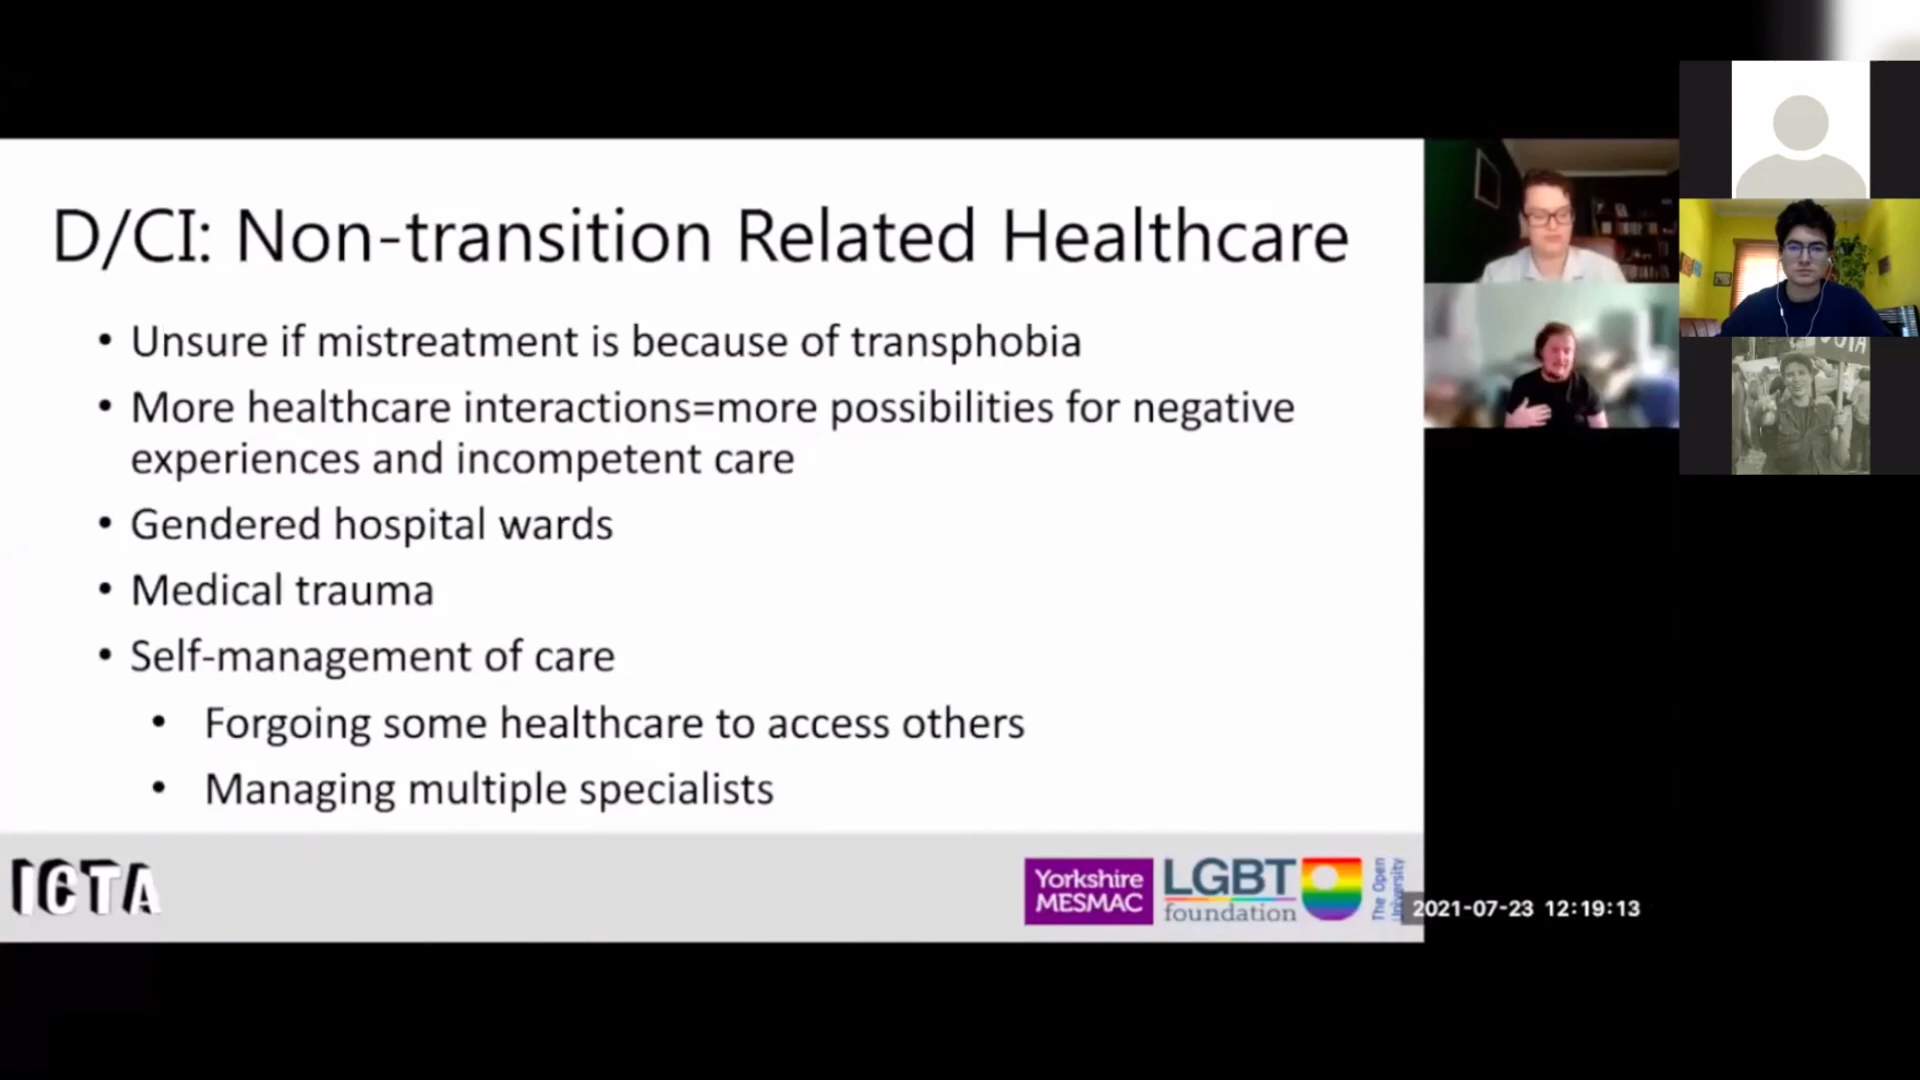 D/CI: Non-transition Related Healthcare
• Unsure if mistreatment is because of transphobia
• More healthcare interactions=more possibilities for negative
experiences and incompetent care
• Gendered hospital wards
• Medical trauma
• Self-management of care
• Forgoing some healthcare to access others
• Managing multiple specialists
ICTA
Yorkshire
MESMAC
LGBT
foundation
The Open
University
2021-07-23 12:19:13